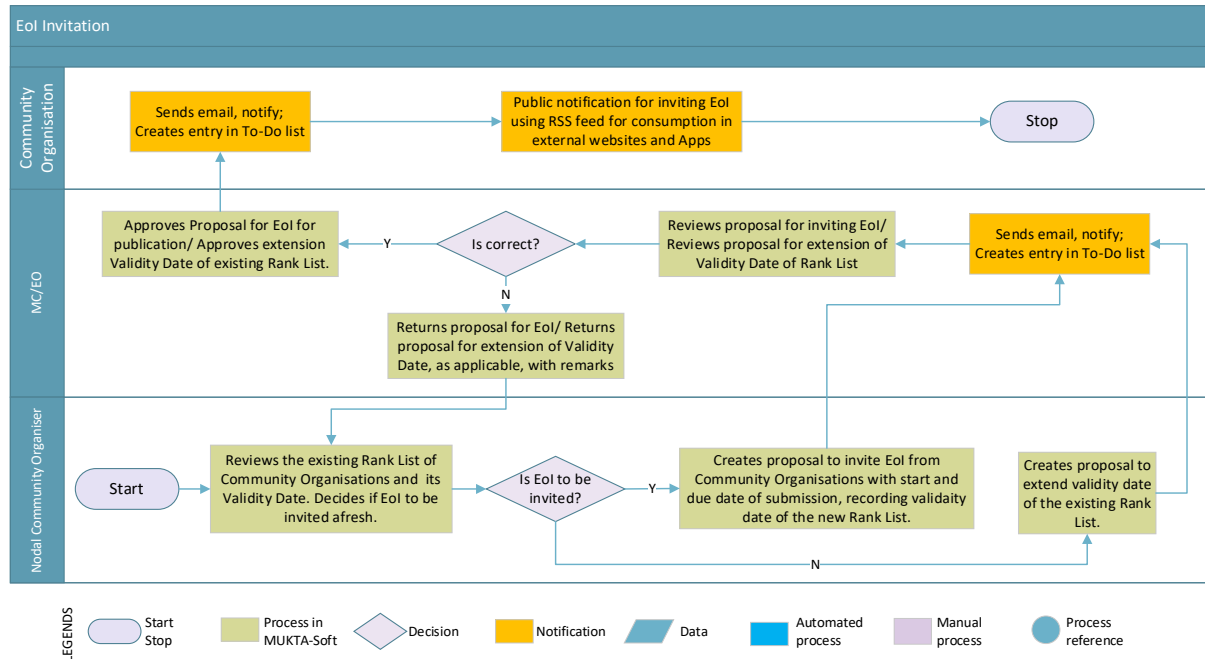 EoI Invitation
Community
Organisation
Sends email, notify;
Creates entry in To-Do list
Public notification for inviting EoI
using RSS feed for consumption in
external websites and Apps
Stop
MC/EO
Approves Proposal for EoI for
publication/ Approves extension
Validity Date of existing Rank List.
Y
Is correct?
Reviews proposal for inviting EoI/
Reviews proposal for extension of
Validity Date of Rank List
Sends email, notify;
Creates entry in To-Do list
N
Returns proposal for EoI/ Returns
proposal for extension of Validity
Date, as applicable, with remarks
Nodal Community Organiser
Start
Reviews the existing Rank List of
Community Organisations and its
Validity Date. Decides if EoI to be
invited afresh.
Is EoI to be
invited?
Y
Creates proposal to invite EoI from
Community Organisations with start and
due date of submission, recording validaity
date of the new Rank List.
Creates proposal to
extend validity date
of the existing Rank
List.
N
LEGENDS
Start
Stop
Process in
MUKTA-Soft
Decision
Notification
Data
Automated
process
Manual
process
Process
reference